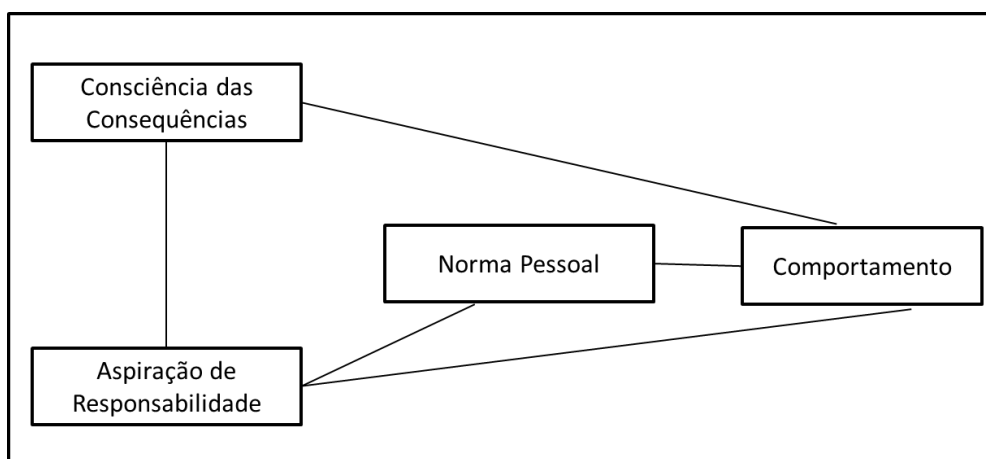 Consciência das
Consequências
Norma Pessoal
Comportamento
Aspiração de
Responsabilidade